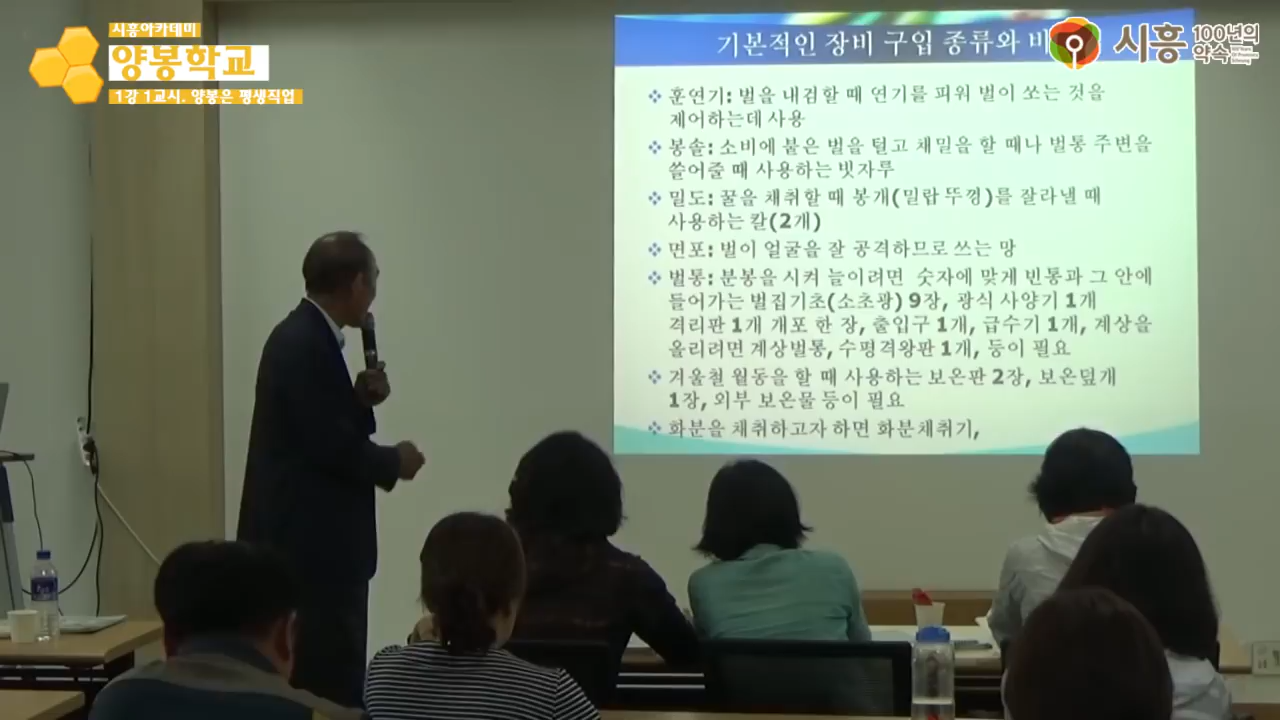 시흥아카데미
양봉학교
1강 1교시. 양봉은 평생직업
시흥 100년의 약속
기본적인 장비 구입 종류와 비
훈연기: 벌을 내검할 때 연기를 피워 벌이 쏘는 것을
제어하는데 사용
봉솔: 소비에 붙은 벌을 털고 채밀을 할 때나 벌통 주변을
쓸어줄 때 사용하는 빗자루
밀도: 꿀을 채취할 때 봉개(밀랍 뚜껑)를 잘라낼 때
사용하는 칼(2개)
면포: 벌이 얼굴을 잘 공격하므로 쓰는 망
벌통: 분봉을 시켜 늘이려면 숫자에 맞게 빈통과 그 안에
들어가는 벌집기초(소초광) 9장, 광식 사양기 1개
격리판 1개 개포 한 장, 출입구 1개, 급수기 1개, 계상을
올리려면 계상벌통, 수평격왕판 1개, 등이 필요
겨울철 월동을 할 때 사용하는 보온판 2장, 보온덮개
1장, 외부 보온물 등이 필요
화분을 채취하고자 하면 화분채취기,